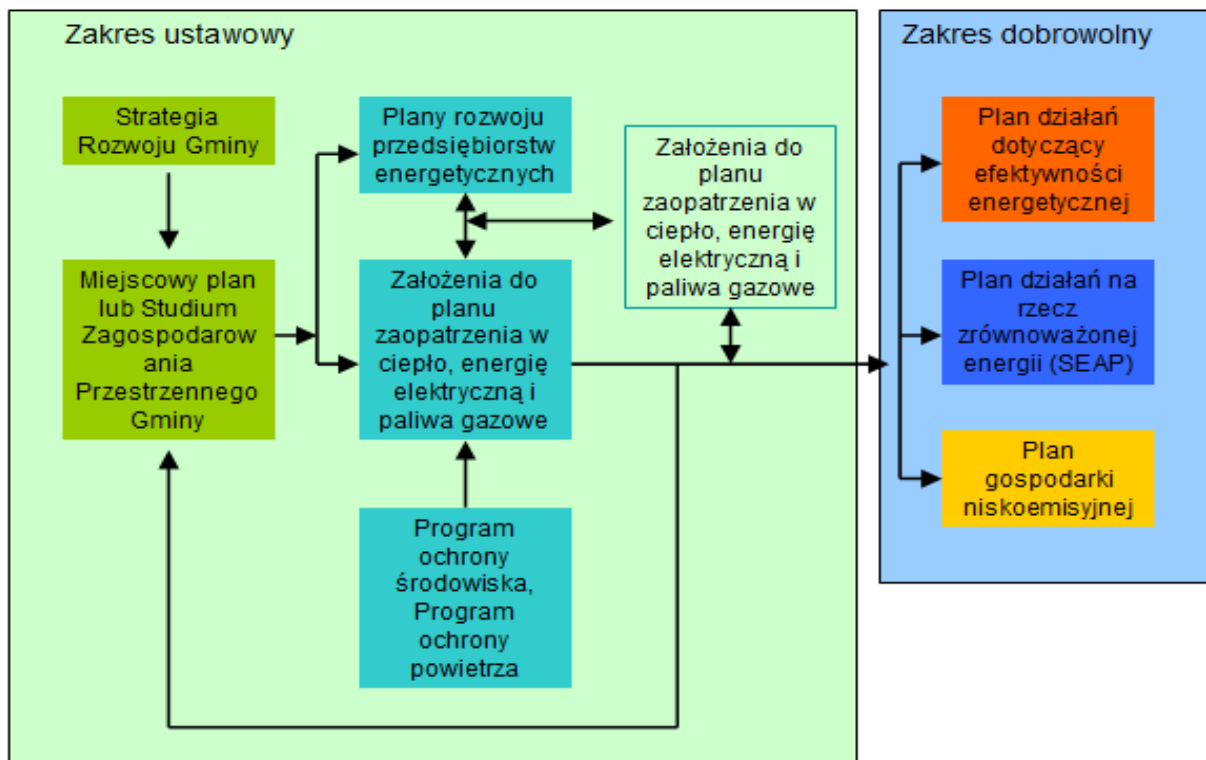 Zakres ustawowy
Strategia
Rozwoju Gminy
Miejscowy plan
lub Studium
Zagospodarow
ania
Przestrzennego
Gminy
Plany rozwoju
przedsiębiorstw
energetycznych
Założenia do
planu
zaopatrzenia w
ciepło, energię
elektryczną i
paliwa gazowe
Program
ochrony
środowiska,
Program
ochrony
powietrza
Założenia do
planu
zaopatrzenia w
ciepło, energię
elektryczną i
paliwa gazowe
Zakres dobrowolny
Plan działań
dotyczący
efektywności
energetycznej
Plan działań na
rzecz
zrównoważonej
energii (SEAP)
Plan
gospodarki
niskoemisyjnej